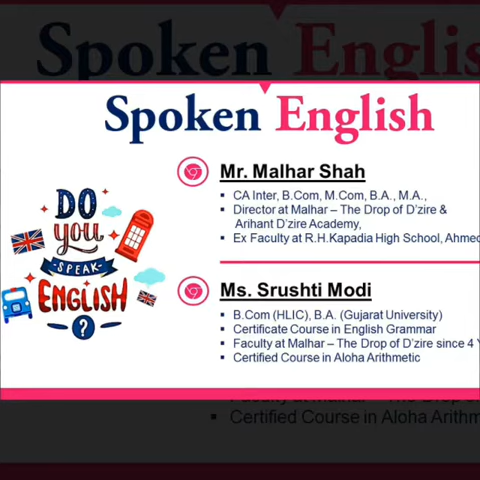 Spoken English
Spoken English
Mr. Malhar Shah
CA Inter, B.Com, M.Com, B.A., M.A.,
Director at Malhar – The Drop of D'zire &
Arihant D'zire Academy,
Ex Faculty at R.H.Kapadia High School,
DO
you
SPEAK
ENGLISH
?
Ms. Srushti Modi
B.Com (HLIC), B.A. (Gujarat University)
Certificate Course in English Grammar
Faculty at Malhar – The Drop of D'zire since 4
Certified Course in Aloha Arithmetic
Certified Course in Aloha